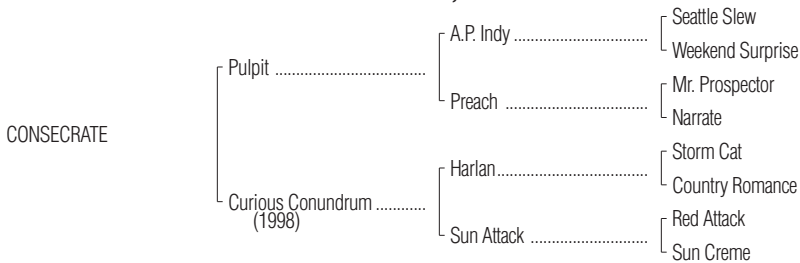 Seattle Slew
A.P. Indy ..................................
Weekend Surprise
Pulpit ......................................
Mr. Prospector
Preach ....................................
Narrate
CONSECRATE
Storm Cat
Harlan......................................
Country Romance
Curious Conundrum ............
(1998)
Red Attack
Sun Attack ..............................
Sun Creme